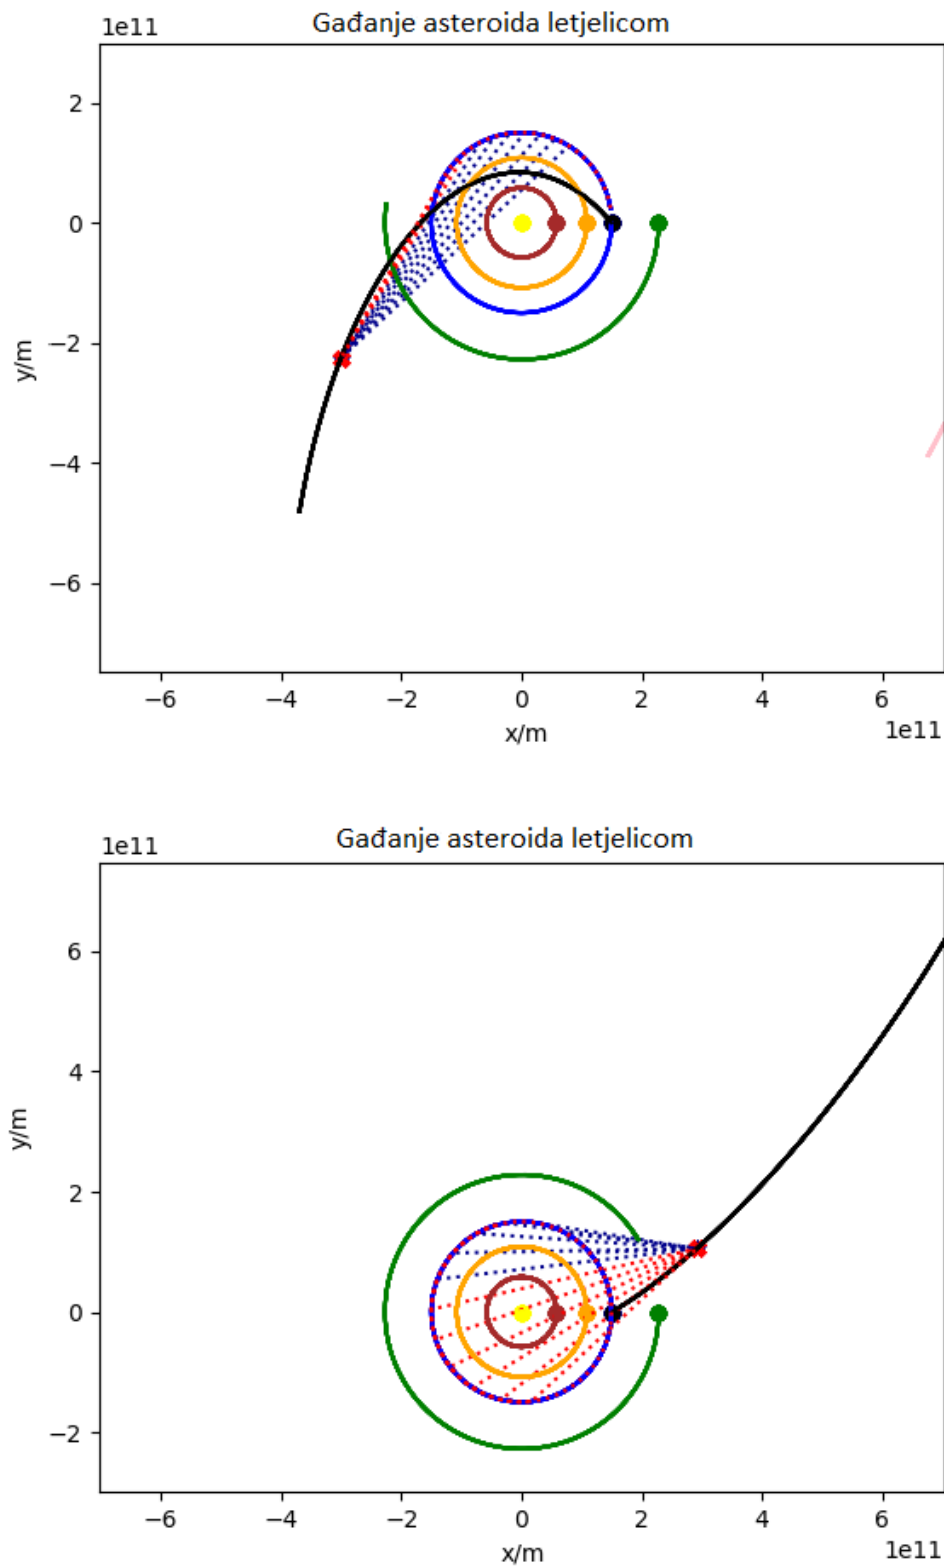 Gađanje asteroida letjelicom
1e11
2
0
−2
−4
−6
y/m
−6 −4 −2 0 2 4 6
x/m
1e11
Gađanje asteroida letjelicom
1e11
6
4
2
0
−2
y/m
−6 −4 −2 0 2 4 6
x/m
1e11